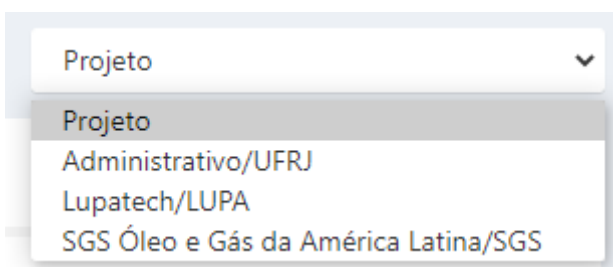 Projeto
Projeto
Administrativo/UFRJ
Lupatech/LUPA
SGS Óleo e Gás da América Latina/SGS